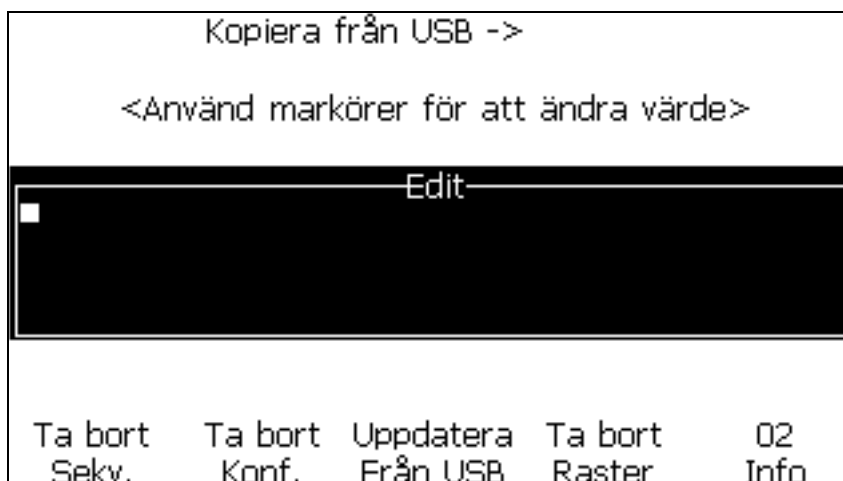 Kopiera från USB ->
<Använd markörer för att ändra värde>
Edit
Ta bort Ta bort Uppdatera Ta bort 02
Sekv. Konf. Från USB Raster Info